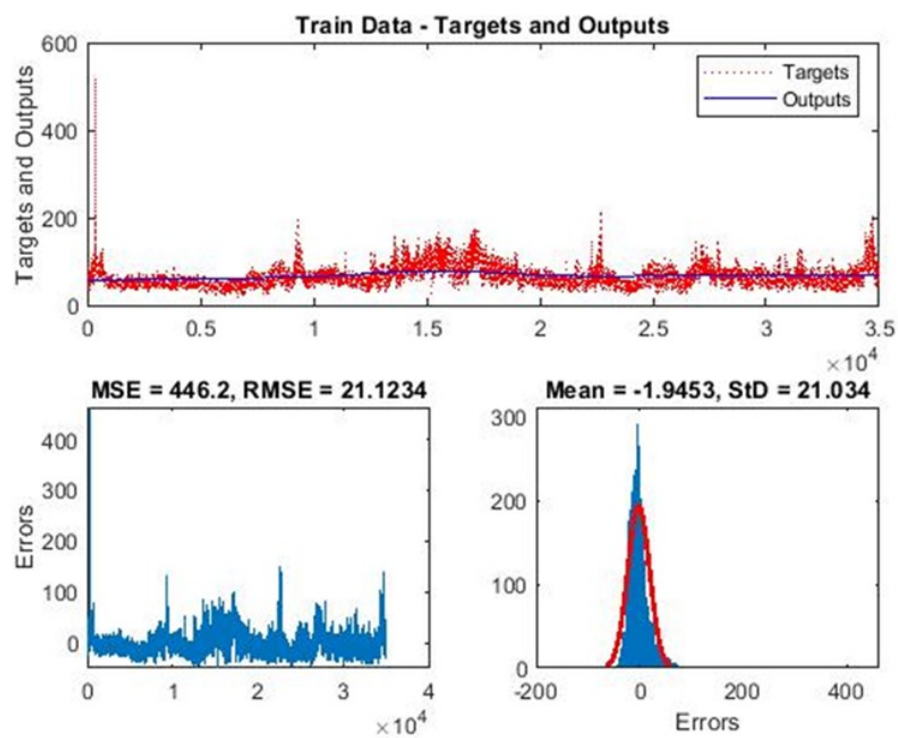 Train Data - Targets and Outputs
Targets and Outputs
600
400
200
0
Targets
Outputs
0 0.5 1 1.5 2 2.5 3 3.5
×10^4
MSE = 446.2, RMSE = 21.1234
Errors
400
300
200
100
0
0 1 2 3 4
×10^4
Mean = -1.9453, StD = 21.034
300
200
100
0
-200 0 200 400
Errors